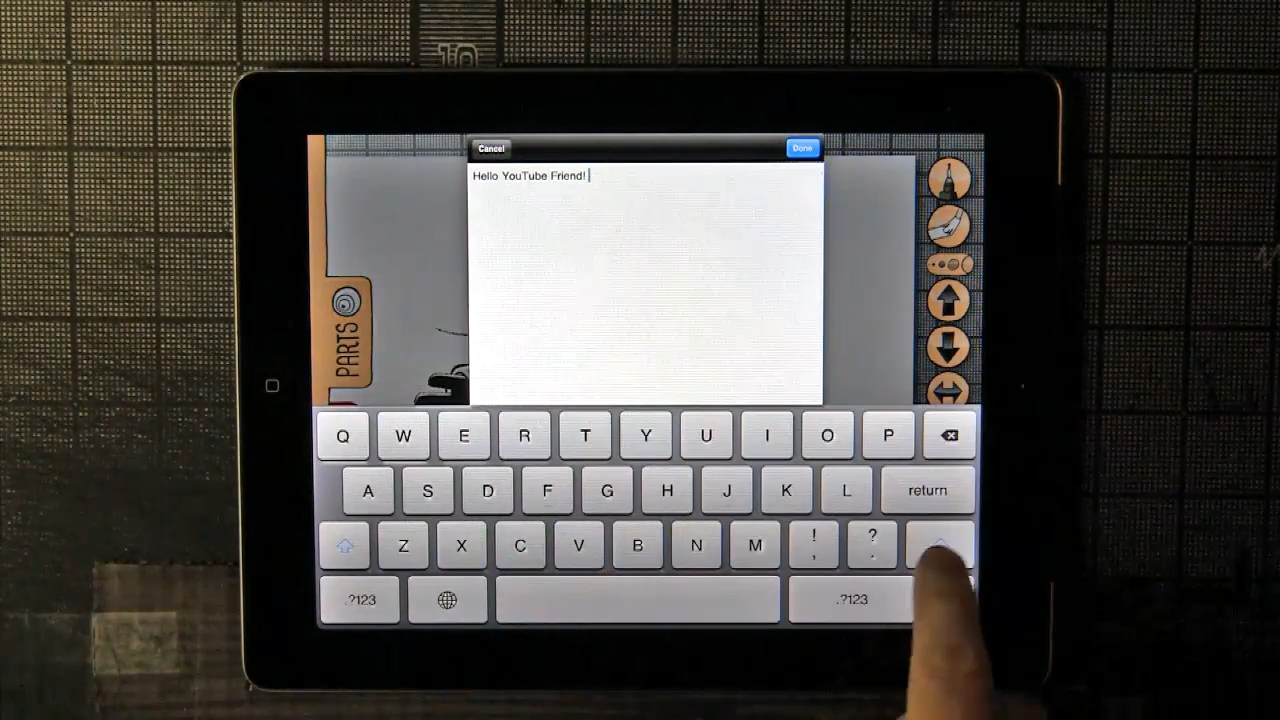 10
Cancel
Done
Hello YouTube Friend!
PARTS
Q W E R T Y U I O P
A S D F G H J K L return
Z X C V B N M ! , ? .
.?123 .?123